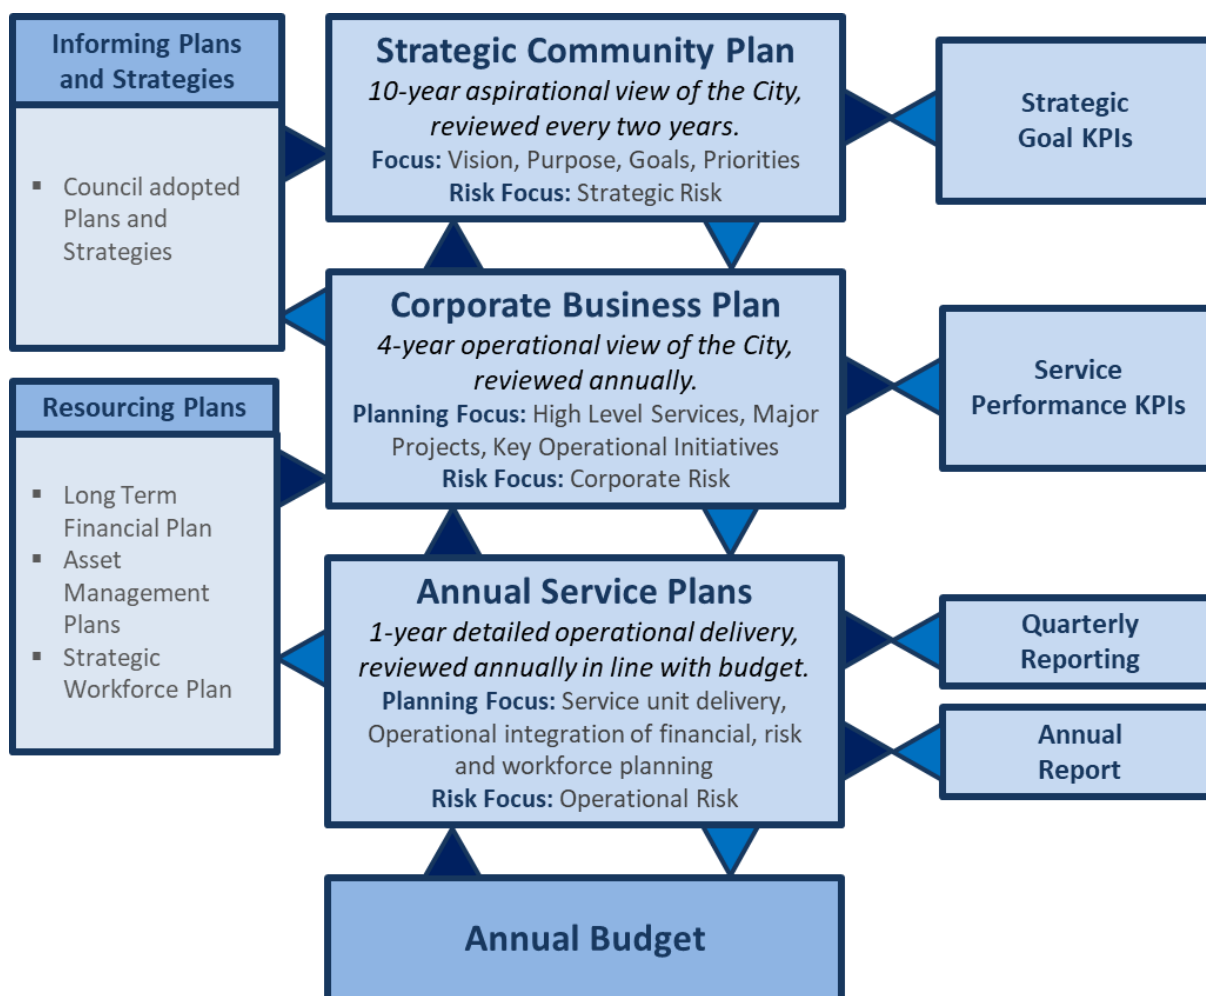 Informing Plans
and Strategies
▪ Council adopted
Plans and
Strategies
Resourcing Plans
▪ Long Term
Financial Plan
▪ Asset
Management
Plans
▪ Strategic
Workforce Plan
Strategic Community Plan
10-year aspirational view of the City,
reviewed every two years.
Focus: Vision, Purpose, Goals, Priorities
Risk Focus: Strategic Risk
Corporate Business Plan
4-year operational view of the City,
reviewed annually.
Planning Focus: High Level Services, Major
Projects, Key Operational Initiatives
Risk Focus: Corporate Risk
Annual Service Plans
1-year detailed operational delivery,
reviewed annually in line with budget.
Planning Focus: Service unit delivery,
Operational integration of financial, risk
and workforce planning
Risk Focus: Operational Risk
Annual Budget
Strategic
Goal KPIs
Service
Performance KPIs
Quarterly
Reporting
Annual
Report